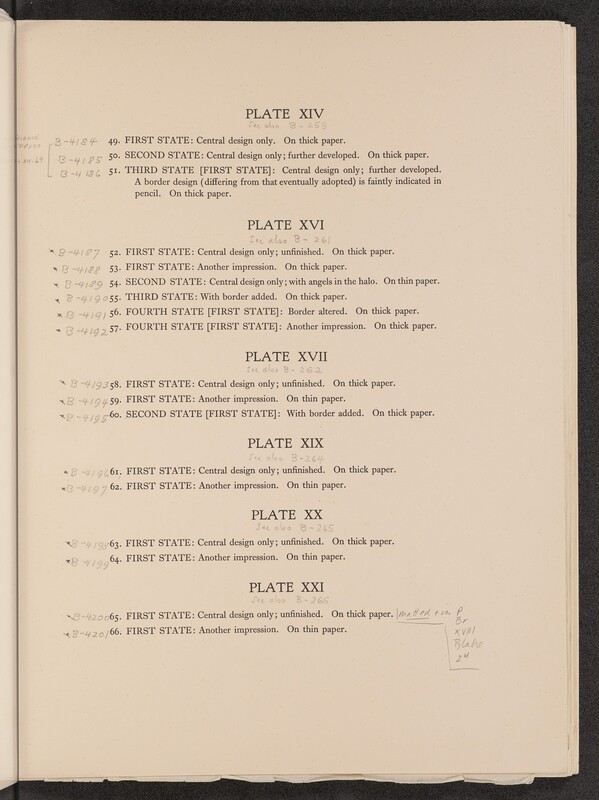 PLATE XIV
See also B-259
B-4184 49. FIRST STATE: Central design only. On thick paper.
B-4185 50. SECOND STATE: Central design only; further developed. On thick paper.
B-4186 51. THIRD STATE [FIRST STATE]: Central design only; further developed.
A border design (differing from that eventually adopted) is faintly indicated in
pencil. On thick paper.
PLATE XVI
See also B-261
B-4187 52. FIRST STATE: Central design only; unfinished. On thick paper.
B-4188 53. FIRST STATE: Another impression. On thick paper.
B-4189 54. SECOND STATE: Central design only; with angels in the halo. On thin paper.
B-4190 55. THIRD STATE: With border added. On thick paper.
B-4191 56. FOURTH STATE [FIRST STATE]: Border altered. On thick paper.
B-4192 57. FOURTH STATE [FIRST STATE]: Another impression. On thick paper.
PLATE XVII
See also B-262
B-4193 58. FIRST STATE: Central design only; unfinished. On thick paper.
B-4194 59. FIRST STATE: Another impression. On thin paper.
B-4195 60. SECOND STATE [FIRST STATE]: With border added. On thick paper.
PLATE XIX
See also B-264
B-4196 61. FIRST STATE: Central design only; unfinished. On thick paper.
B-4197 62. FIRST STATE: Another impression. On thin paper.
PLATE XX
See also B-265
B-4198 63. FIRST STATE: Central design only; unfinished. On thick paper.
B-4199 64. FIRST STATE: Another impression. On thin paper.
PLATE XXI
See also B-266
B-4200 65. FIRST STATE: Central design only; unfinished. On thick paper. matted P
B-4201 66. FIRST STATE: Another impression. On thin paper. Br
XVIII
Blake